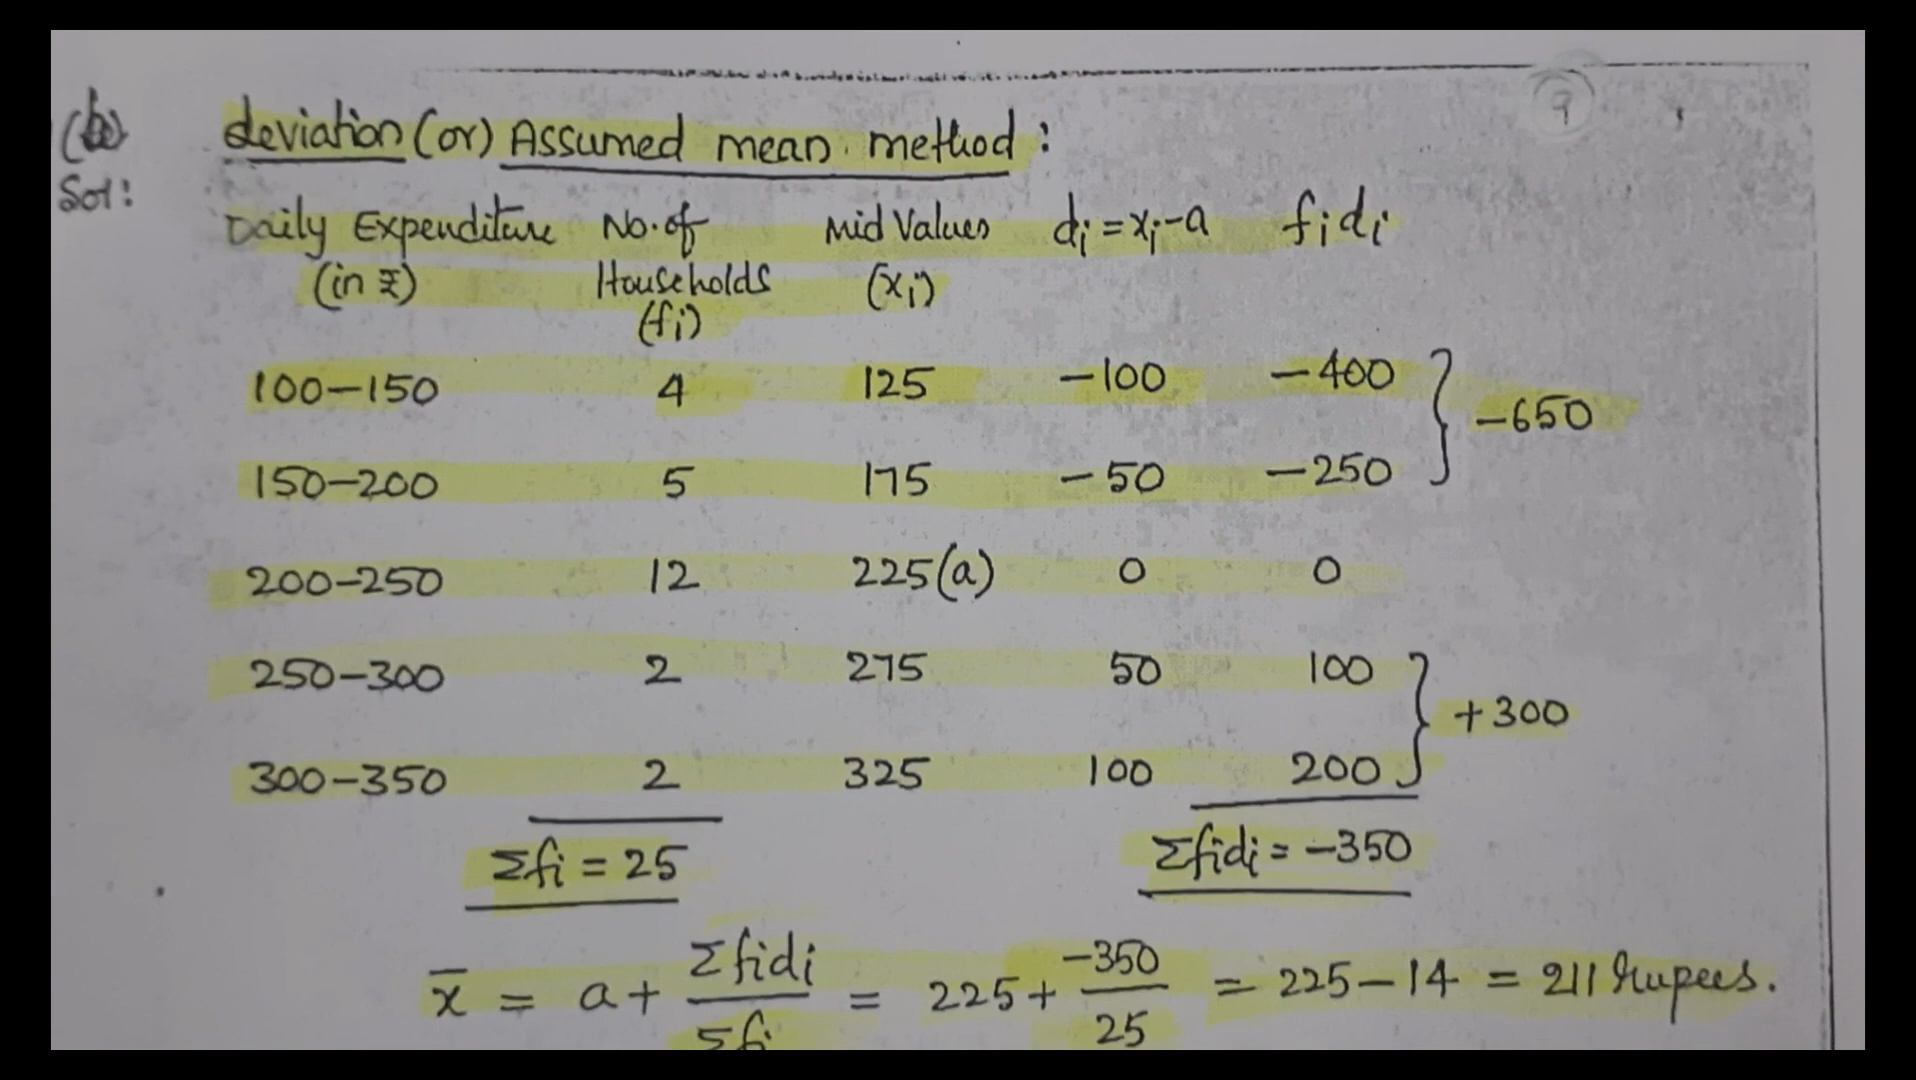 9
(b) deviation (or) Assumed mean method :
Sol:
Daily Expenditure No. of Mid Values di = xi-a fidi
(in ₹) Households (xi)
(fi)
100-150 4 125 -100 -400
-650
150-200 5 175 -50 -250
200-250 12 225(a) 0 0
250-300 2 275 50 100
+300
300-350 2 325 100 200
Σfi = 25 Σfidi = -350
x̄ = a + Σfidi / Σfi = 225 + -350 / 25 = 225-14 = 211 Rupees.